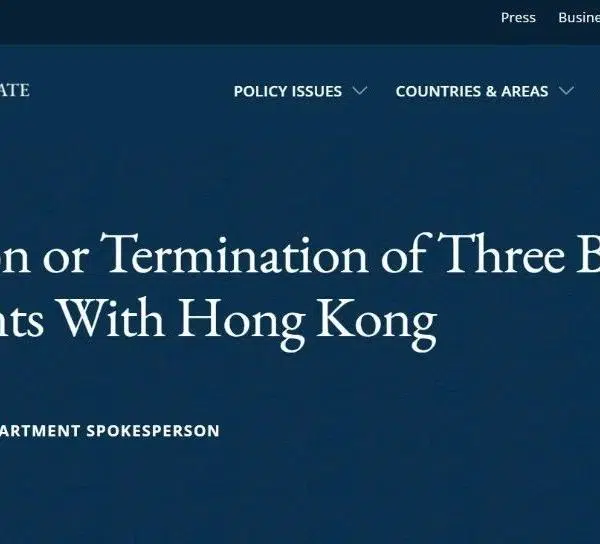 Press Busine
ATE
POLICY ISSUES COUNTRIES & AREAS
on or Termination of Three B
nts With Hong Kong
ARTMENT SPOKESPERSON